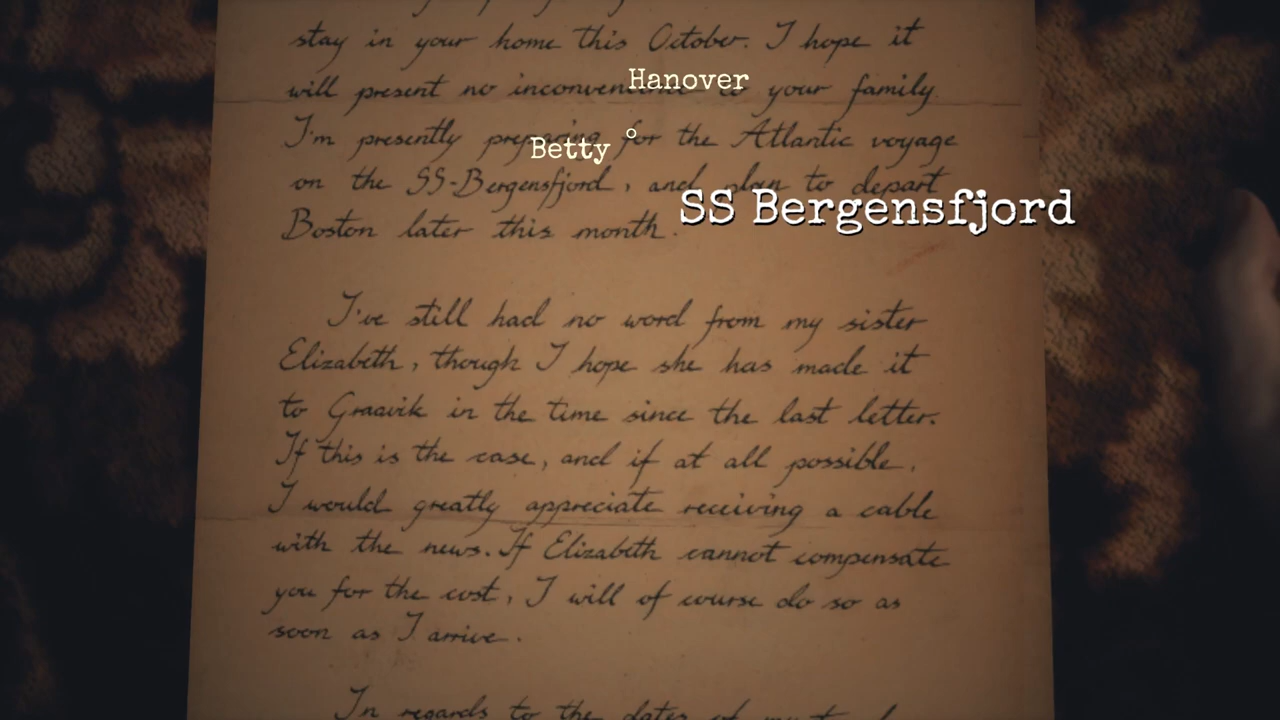 stay in your home this October. I hope it
Hanover
will present no to your family.
I'm presently preparing for the Atlantic voyage
Betty
on the SS-Bergensfjord, and plan to depart
SS Bergensfjord
Boston later this month.
I've still had no word from my sister
Elizabeth, though I hope she has made it
to Graavik in the time since the last letter.
If this is the case, and if at all possible,
I would greatly appreciate receiving a cable
with the news. If Elizabeth cannot compensate
you for the cost, I will of course do so as
soon as I arrive.
In regards to the dates of my